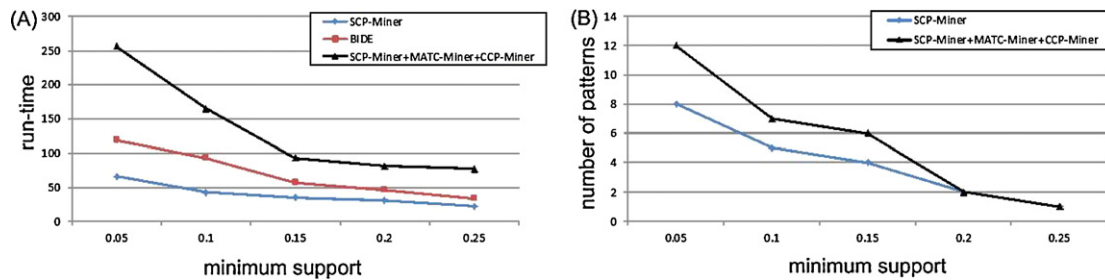 (A)
300
250
200
150
100
50
0
run-time
SCP-Miner
BIDE
SCP-Miner+MATC-Miner+CCP-Miner
0.05 0.1 0.15 0.2 0.25
minimum support
(B)
14
12
10
8
6
4
2
0
number of patterns
SCP-Miner
SCP-Miner+MATC-Miner+CCP-Miner
0.05 0.1 0.15 0.2 0.25
minimum support